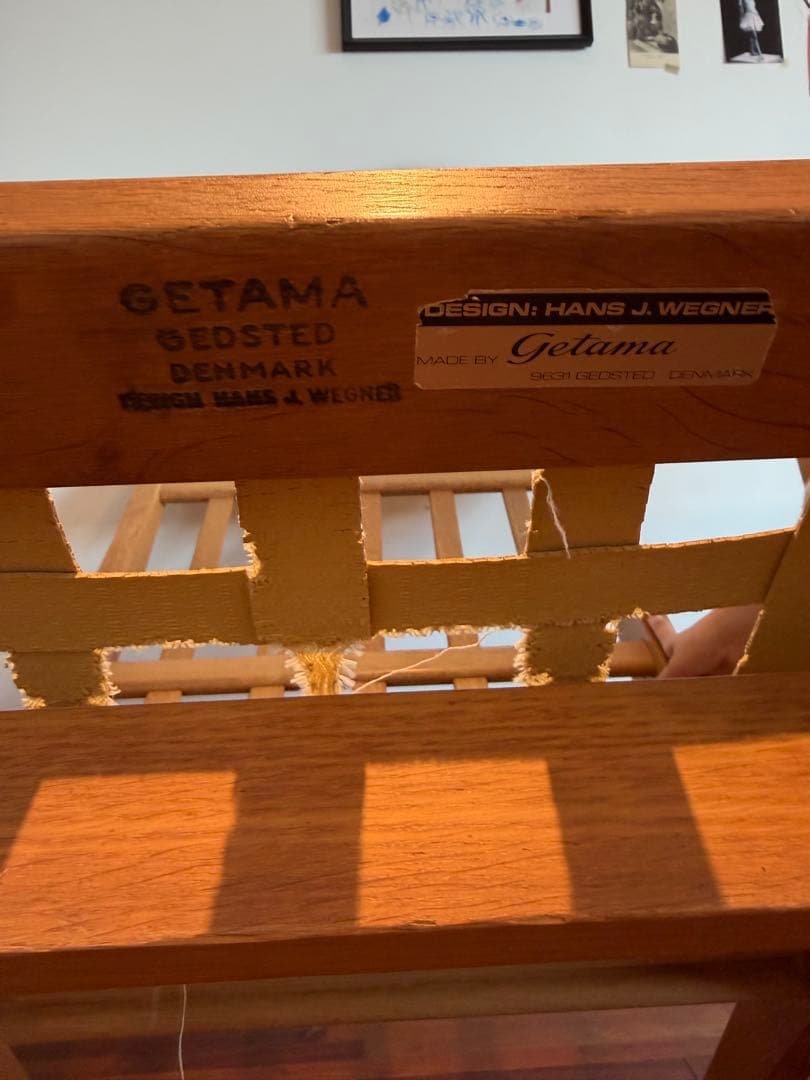 GETAMA
GEDSTED
DENMARK
DESIGN HANS J. WEGNER
DESIGN: HANS J. WEGNER
MADE BY Getama
9631 GEDSTED DENMARK